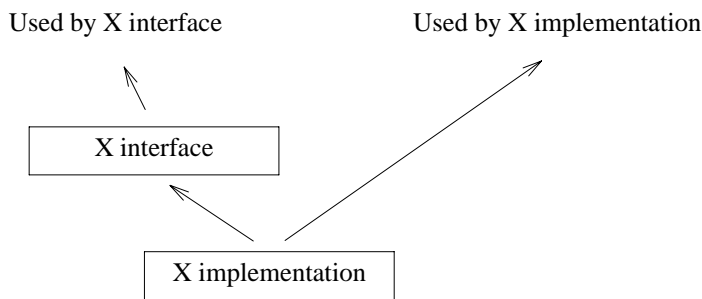 Used by X interface
Used by X implementation
X interface
X implementation